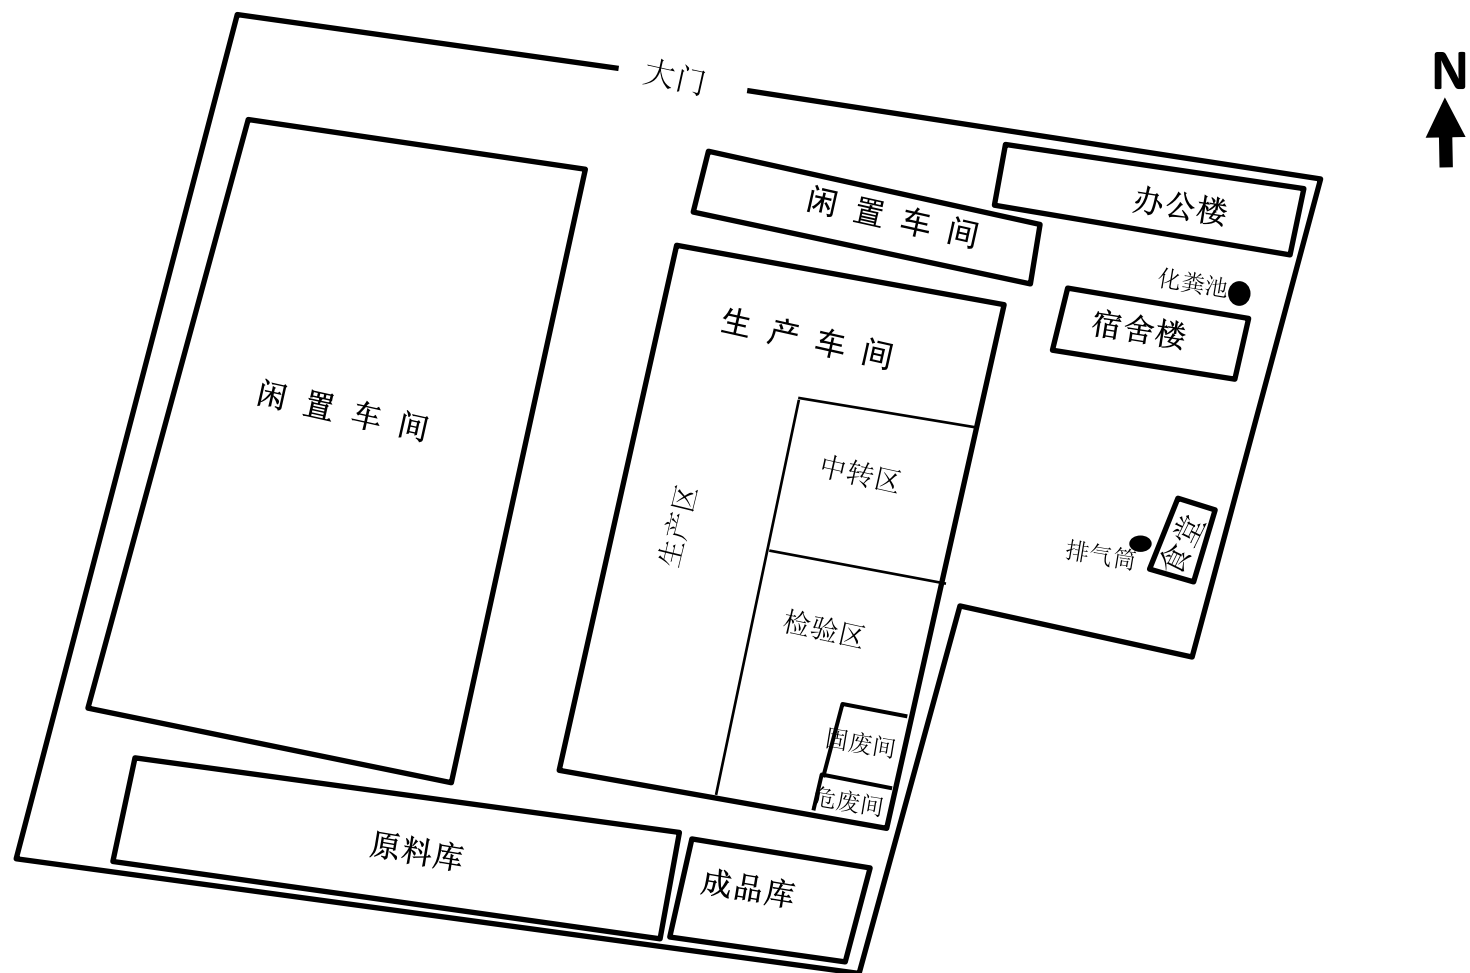 大门
N
办公楼
闲置车间
化粪池
宿舍楼
生产车间
闲置车间
中转区
生产区
食堂
排气筒
检验区
固废间
危废间
原料库
成品库